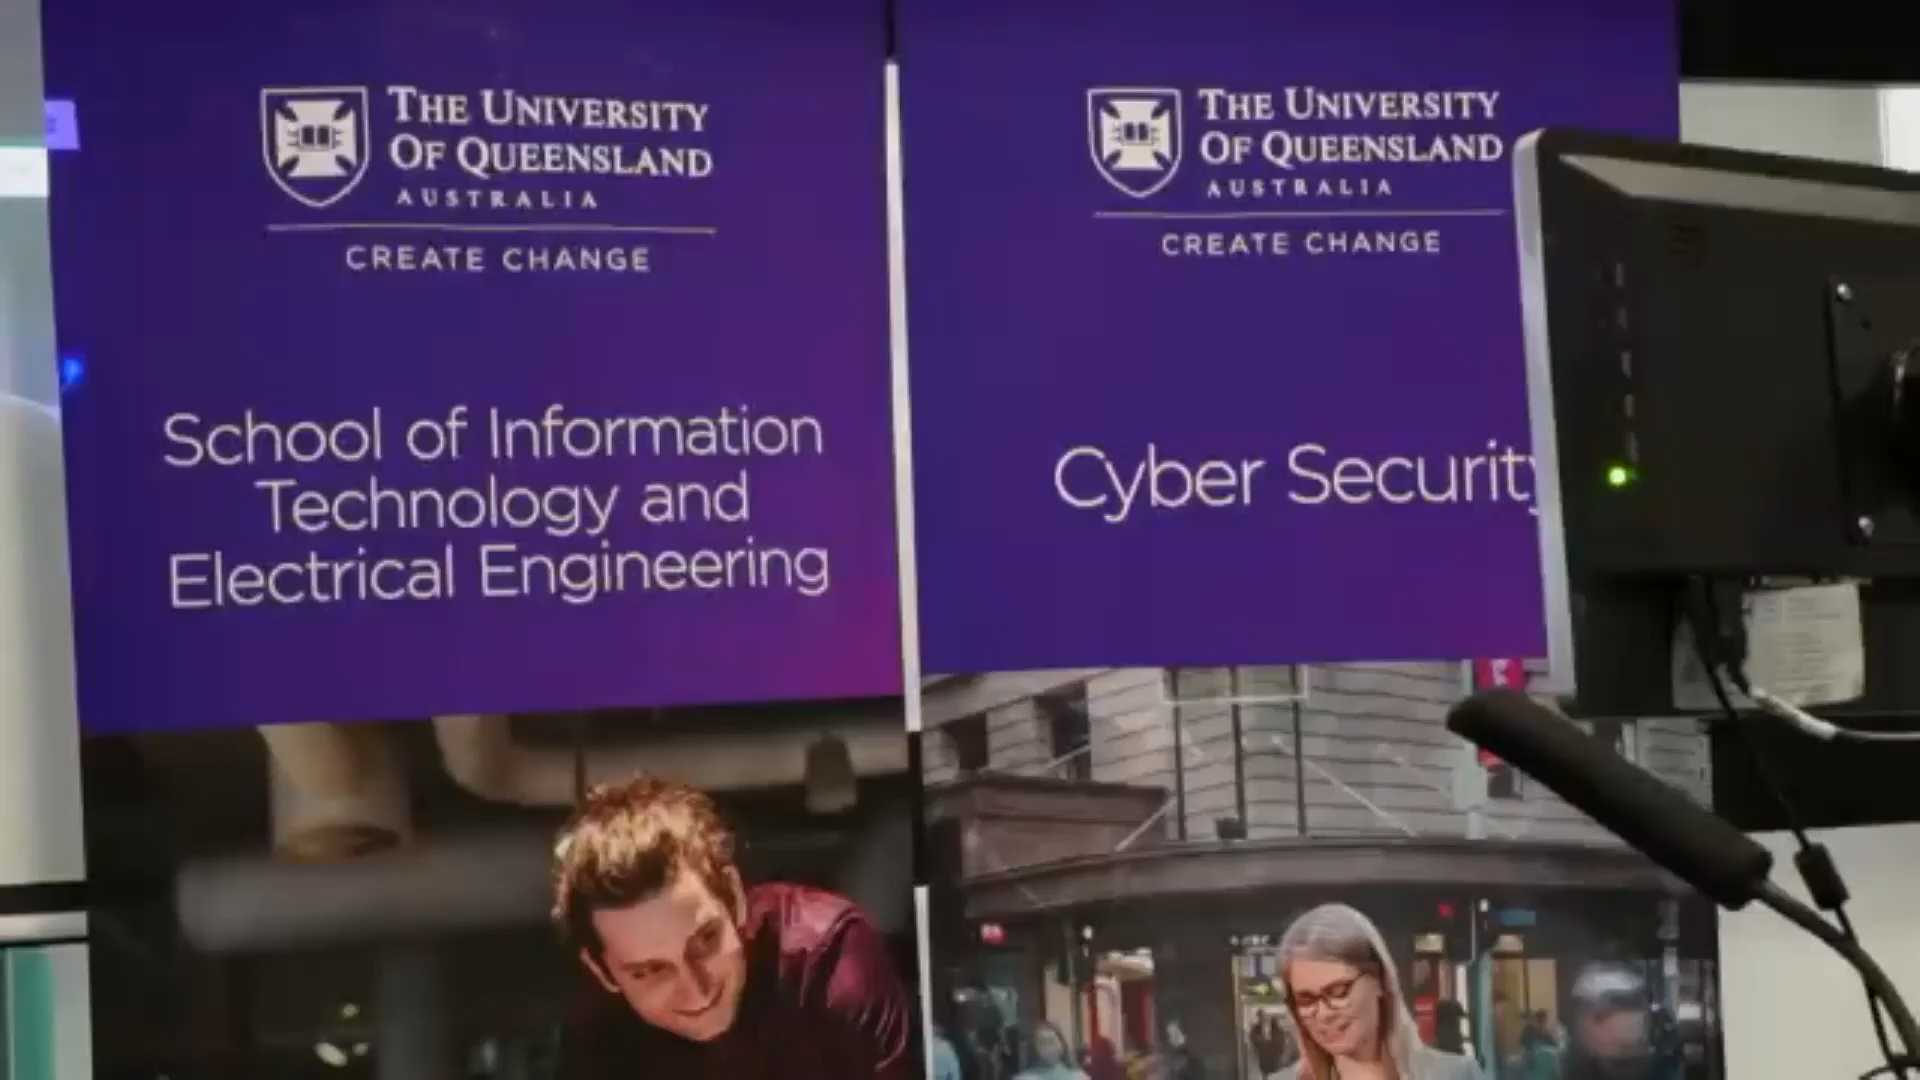 THE UNIVERSITY
OF QUEENSLAND
AUSTRALIA
CREATE CHANGE
School of Information
Technology and
Electrical Engineering
THE UNIVERSITY
OF QUEENSLAND
AUSTRALIA
CREATE CHANGE
Cyber Security